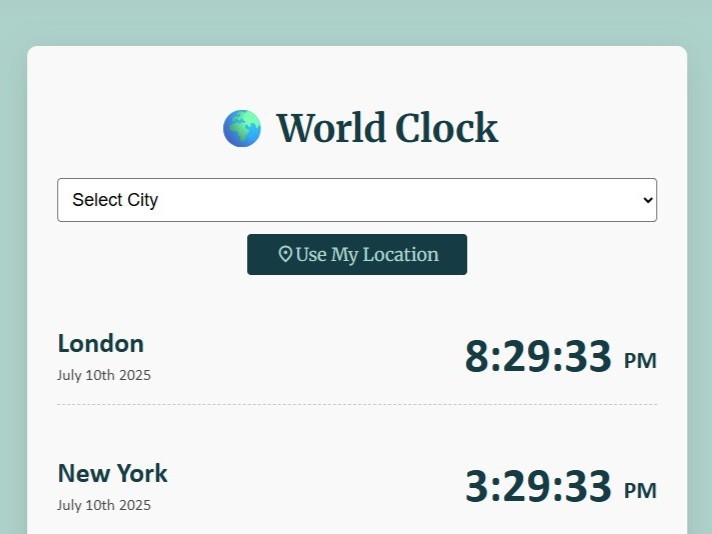 World Clock
Select City
Use My Location
London
8:29:33 PM
July 10th 2025
New York
3:29:33 PM
July 10th 2025